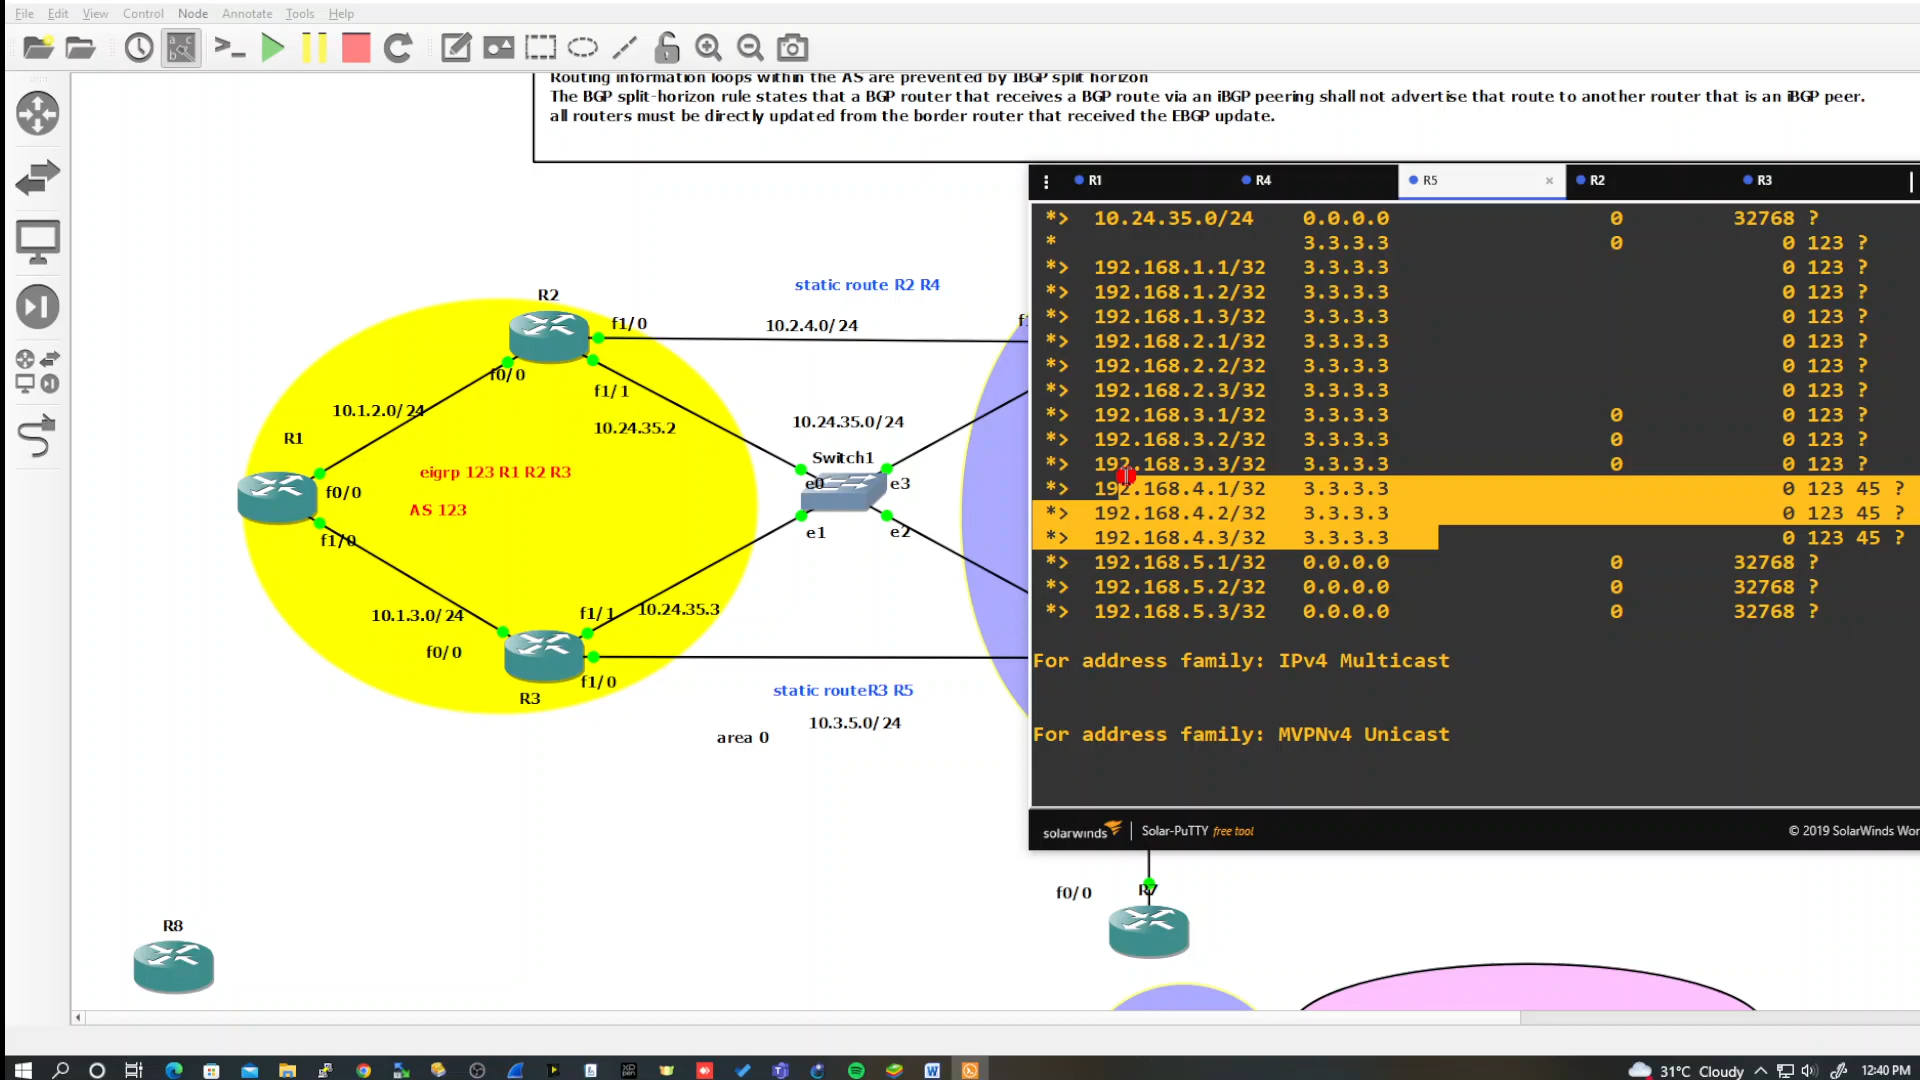 File Edit View Control Node Annotate Tools Help
Routing information loops within the AS are prevented by IBGP split horizon
The BGP split-horizon rule states that a BGP router that receives a BGP route via an iBGP peering shall not advertise that route to another router that is an iBGP peer.
all routers must be directly updated from the border router that received the EBGP update.
R1 R4 R5 × R2 R3
*> 10.24.35.0/24 0.0.0.0 0 32768 ?
* 3.3.3.3 0 0 123 ?
*> 192.168.1.1/32 3.3.3.3 0 123 ?
*> 192.168.1.2/32 3.3.3.3 0 123 ?
*> 192.168.1.3/32 3.3.3.3 0 123 ?
*> 192.168.2.1/32 3.3.3.3 0 123 ?
*> 192.168.2.2/32 3.3.3.3 0 123 ?
*> 192.168.2.3/32 3.3.3.3 0 123 ?
*> 192.168.3.1/32 3.3.3.3 0 0 123 ?
*> 192.168.3.2/32 3.3.3.3 0 0 123 ?
*> 192.168.3.3/32 3.3.3.3 0 0 123 ?
*> 192.168.4.1/32 3.3.3.3 0 123 45 ?
*> 192.168.4.2/32 3.3.3.3 0 123 45 ?
*> 192.168.4.3/32 3.3.3.3 0 123 45 ?
*> 192.168.5.1/32 0.0.0.0 0 32768 ?
*> 192.168.5.2/32 0.0.0.0 0 32768 ?
*> 192.168.5.3/32 0.0.0.0 0 32768 ?
For address family: IPv4 Multicast
For address family: MVPNv4 Unicast
solarwinds Solar-PuTTY free tool © 2019 SolarWinds Wor
static route R2 R4
R2
f1/0
10.2.4.0/24
f1
f0/0
f1/1
10.1.2.0/24
10.24.35.2
10.24.35.0/24
R1
Switch1
eigrp 123 R1 R2 R3
e0 e3
f0/0
AS 123
f1/0
e1 e2
10.1.3.0/24
f1/1 10.24.35.3
f0/0
f1/0
R3
static routeR3 R5
10.3.5.0/24
area 0
f0/0 R7
R8
31°C Cloudy 12:40 PM